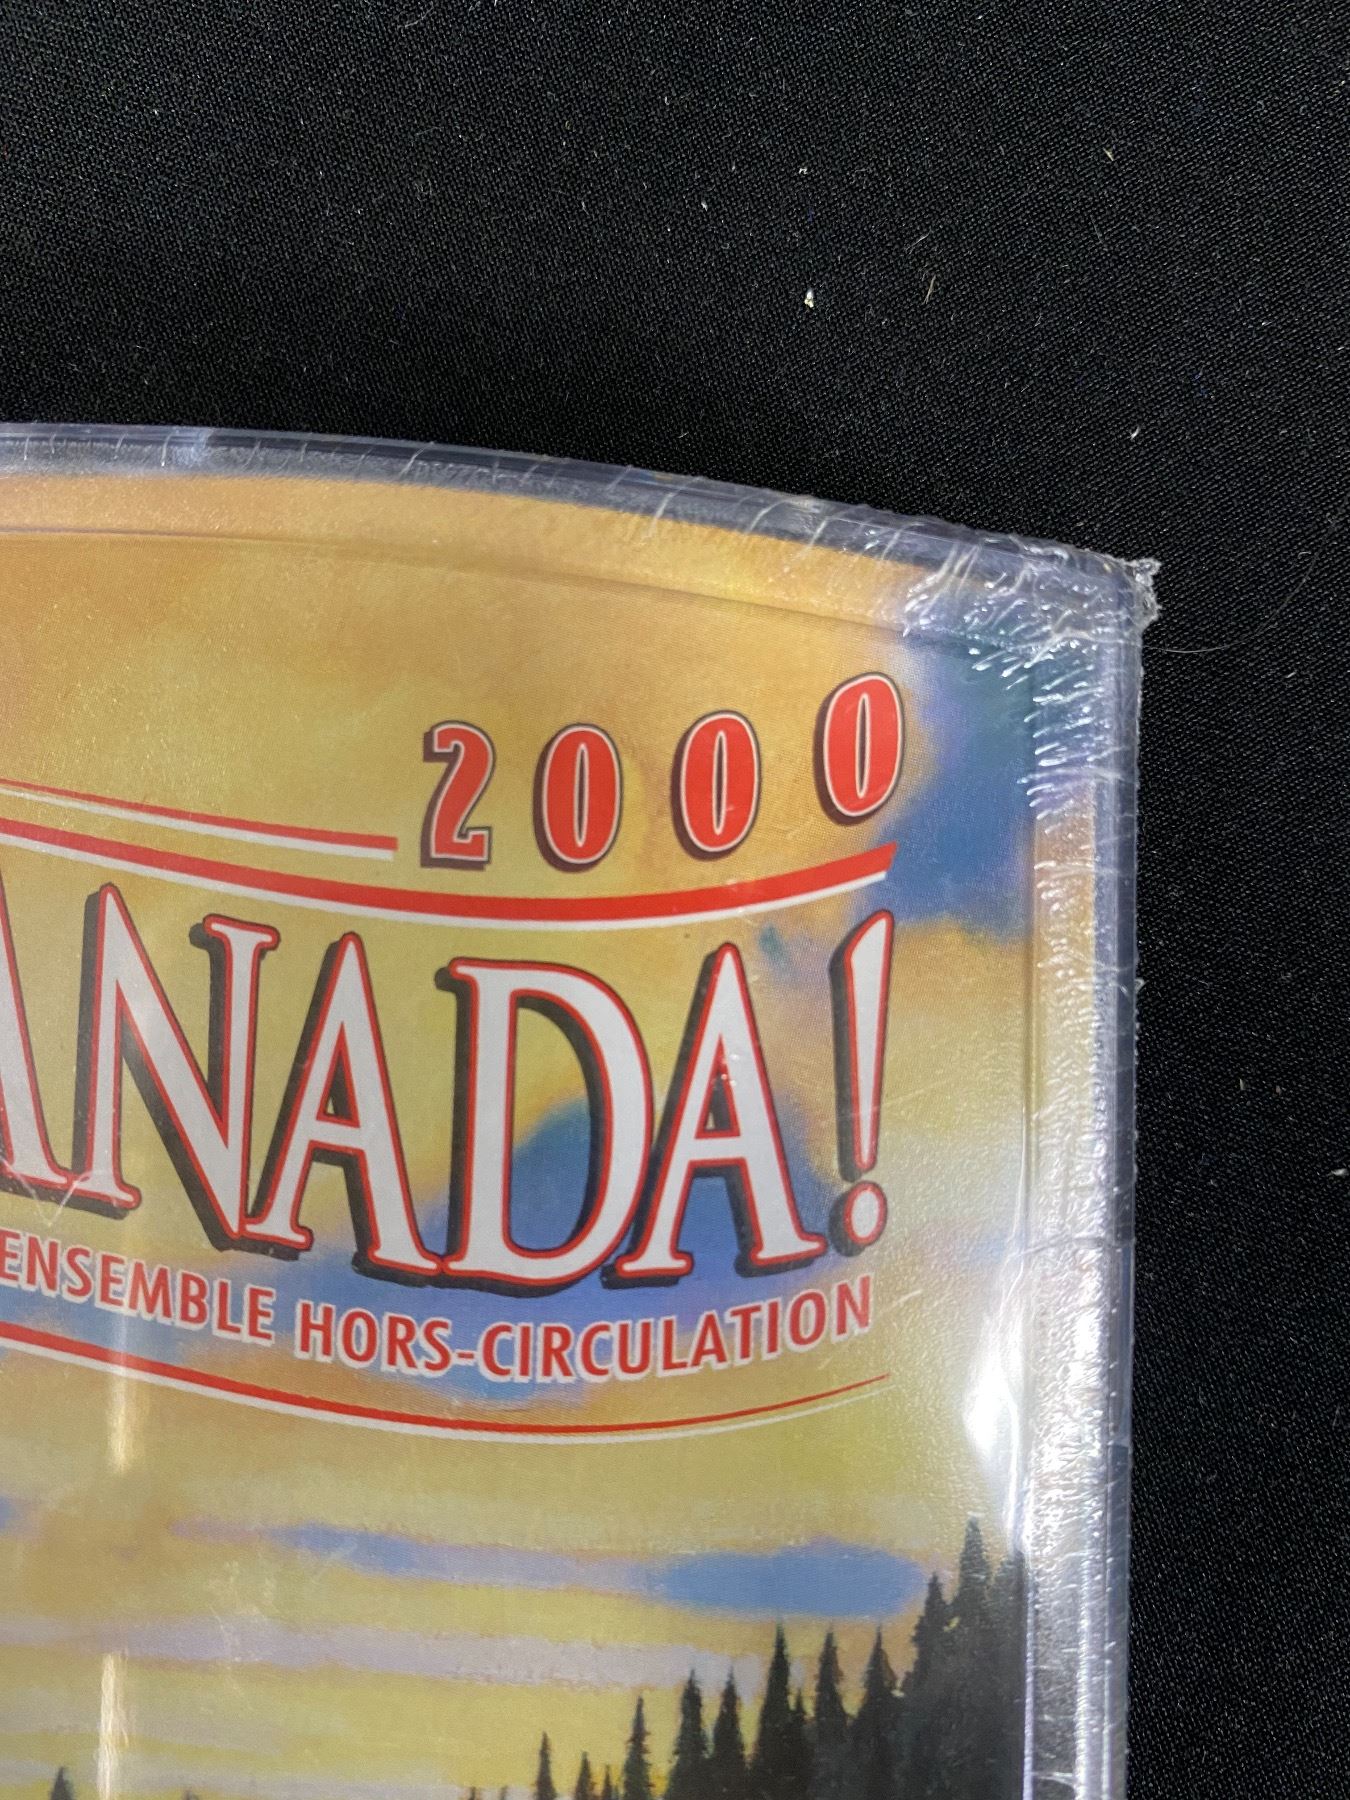 2000
ANADA!
ENSEMBLE HORS-CIRCULATION